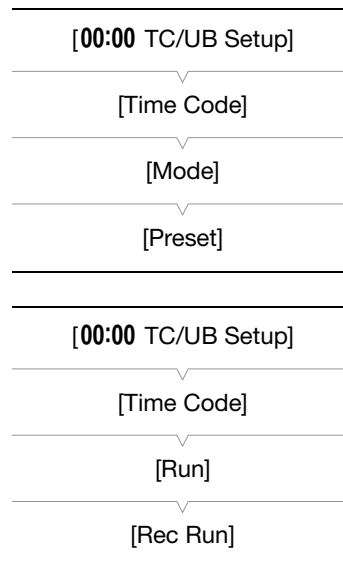 [00:00 TC/UB Setup]
[Time Code]
[Mode]
[Preset]
[00:00 TC/UB Setup]
[Time Code]
[Run]
[Rec Run]